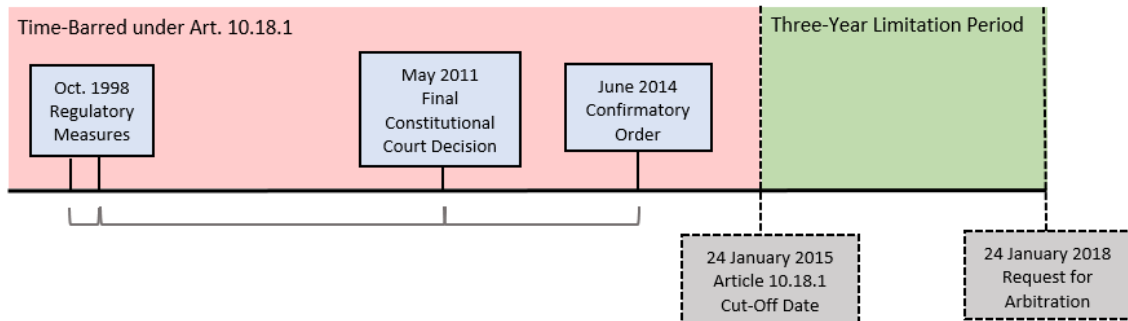 Time-Barred under Art. 10.18.1
Three-Year Limitation Period
Oct. 1998
Regulatory
Measures
May 2011
Final
Constitutional
Court Decision
June 2014
Confirmatory
Order
24 January 2015
Article 10.18.1
Cut-Off Date
24 January 2018
Request for
Arbitration